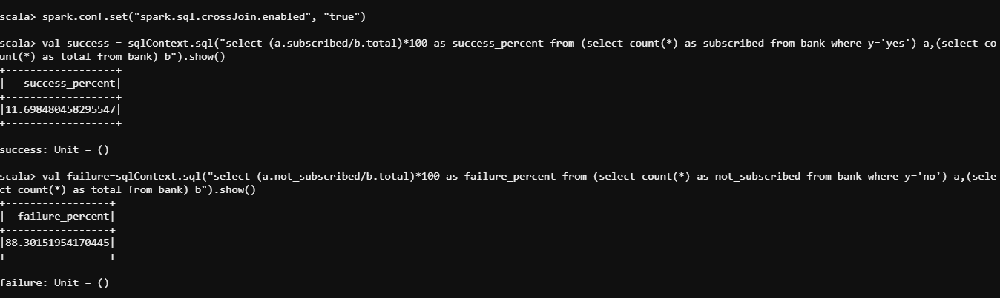 scala> spark.conf.set("spark.sql.crossJoin.enabled", "true")
scala> val success = sqlContext.sql("select (a.subscribed/b.total)*100 as success_percent from (select count(*) as subscribed from bank where y='yes') a,(select co
unt(*) as total from bank) b").show()
+------------------+
|   success_percent|
+------------------+
|11.698480458295547|
+------------------+
success: Unit = ()
scala> val failure=sqlContext.sql("select (a.not_subscribed/b.total)*100 as failure_percent from (select count(*) as not_subscribed from bank where y='no') a,(sele
ct count(*) as total from bank) b").show()
+-----------------+
|  failure_percent|
+-----------------+
|88.30151954170445|
+-----------------+
failure: Unit = ()